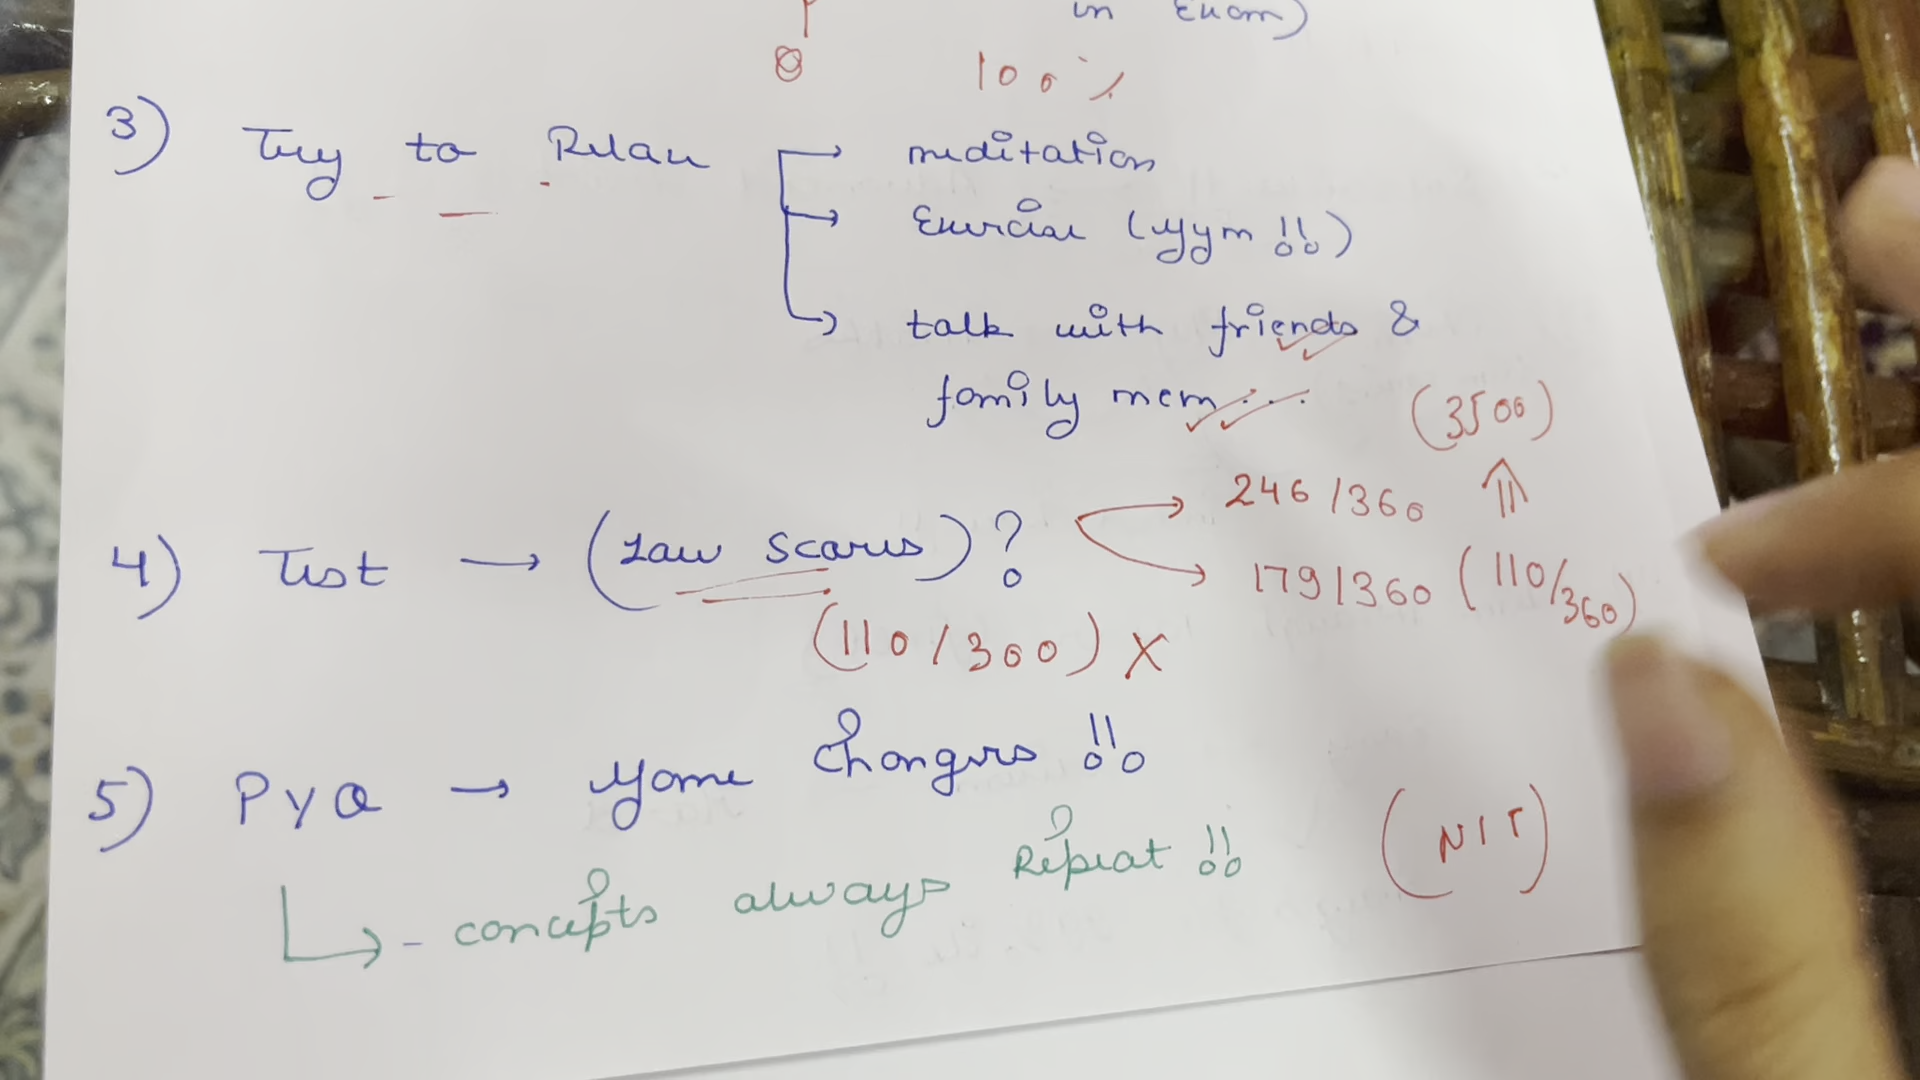 in Exam)
100%
3) Try to Relax → meditation
→ Exercise (Gym !!)
→ talk with friends &
family mem...
(3500)
4) Test → (Low scores)? → 246/360
→ 179/360 (110/360)
(110/300) X
5) PYQ → Game changers !!
- concepts always Repeat !!
(NIT)